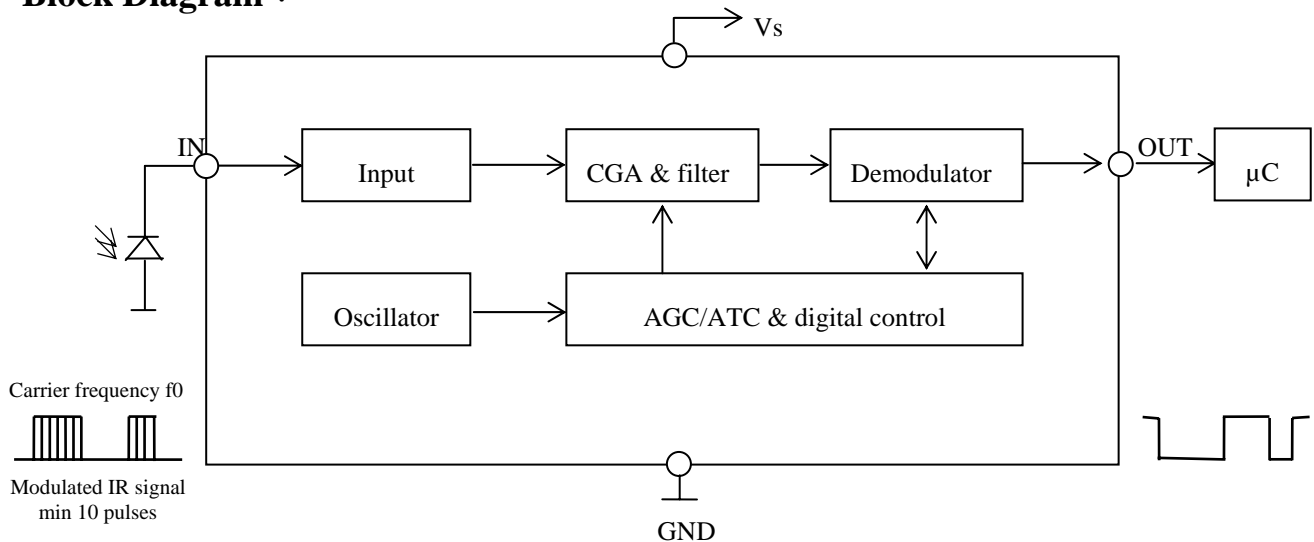 Block Diagram :
Vs
IN
Input
CGA & filter
Demodulator
OUT
µC
Oscillator
AGC/ATC & digital control
Carrier frequency f0
Modulated IR signal
min 10 pulses
GND